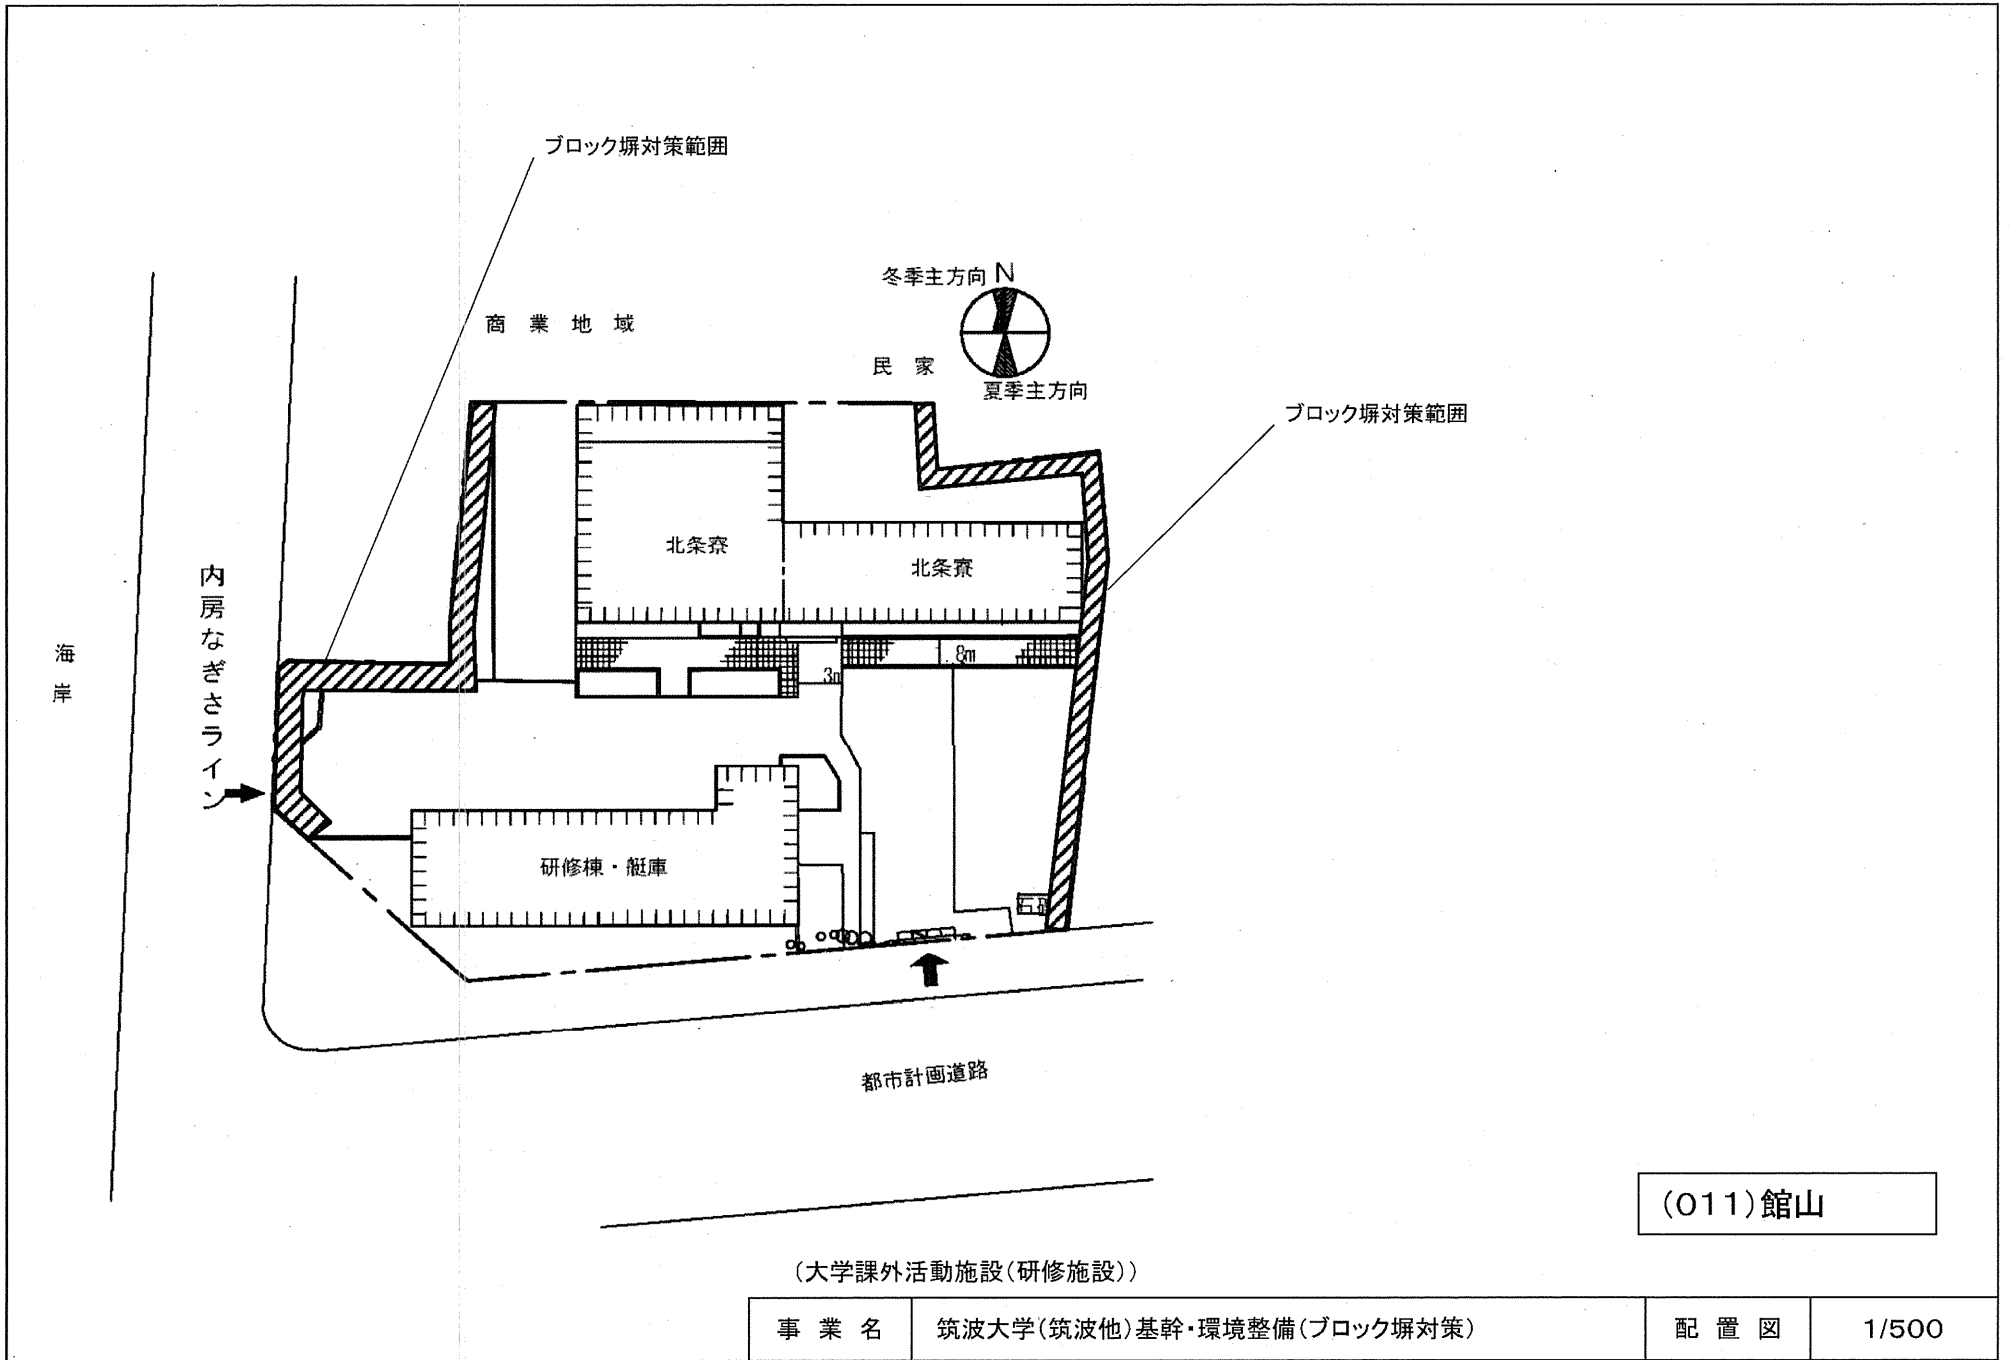 ブロック塀対策範囲
冬季主方向 N
商業地域
民家
夏季主方向
ブロック塀対策範囲
北条寮
北条寮
内房なぎさライン
海岸
.8m
研修棟・艇庫
都市計画道路
(011)館山
(大学課外活動施設(研修施設))
事業名 筑波大学(筑波他)基幹・環境整備(ブロック塀対策) 配置図 1/500